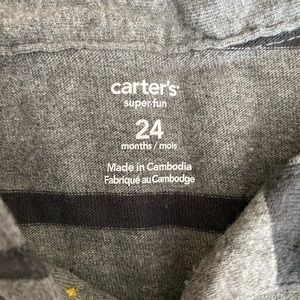 carter's®
super·fun
24
months / mois
Made in Cambodia
Fabriqué au Cambodge